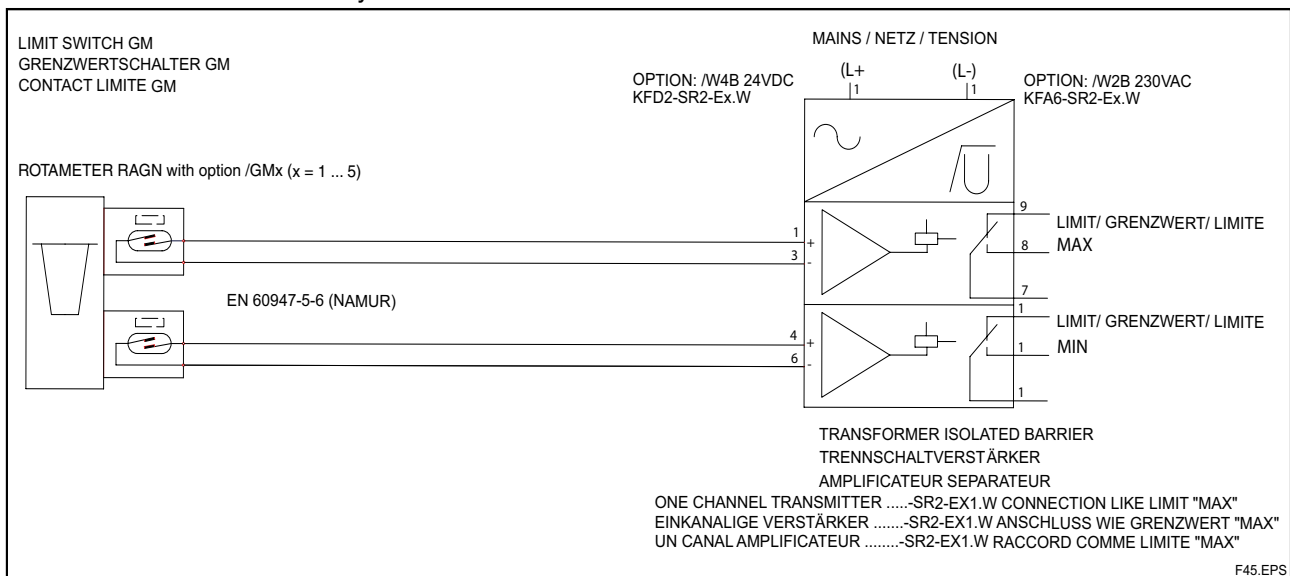 LIMIT SWITCH GM
GRENZWERTSCHALTER GM
CONTACT LIMITE GM
MAINS / NETZ / TENSION
OPTION: /W4B 24VDC
KFD2-SR2-Ex.W
(L+
1
(L-)
1
OPTION: /W2B 230VAC
KFA6-SR2-Ex.W
ROTAMETER RAGN with option /GMx (x = 1 ... 5)
1
+
3
-
9
LIMIT/ GRENZWERT/ LIMITE
8
MAX
7
EN 60947-5-6 (NAMUR)
4
+
6
-
1
LIMIT/ GRENZWERT/ LIMITE
1
MIN
1
TRANSFORMER ISOLATED BARRIER
TRENNSCHALTVERSTÄRKER
AMPLIFICATEUR SEPARATEUR
ONE CHANNEL TRANSMITTER .....-SR2-EX1.W CONNECTION LIKE LIMIT "MAX"
EINKANALIGE VERSTÄRKER .......-SR2-EX1.W ANSCHLUSS WIE GRENZWERT "MAX"
UN CANAL AMPLIFICATEUR ........-SR2-EX1.W RACCORD COMME LIMITE "MAX"
F45.EPS